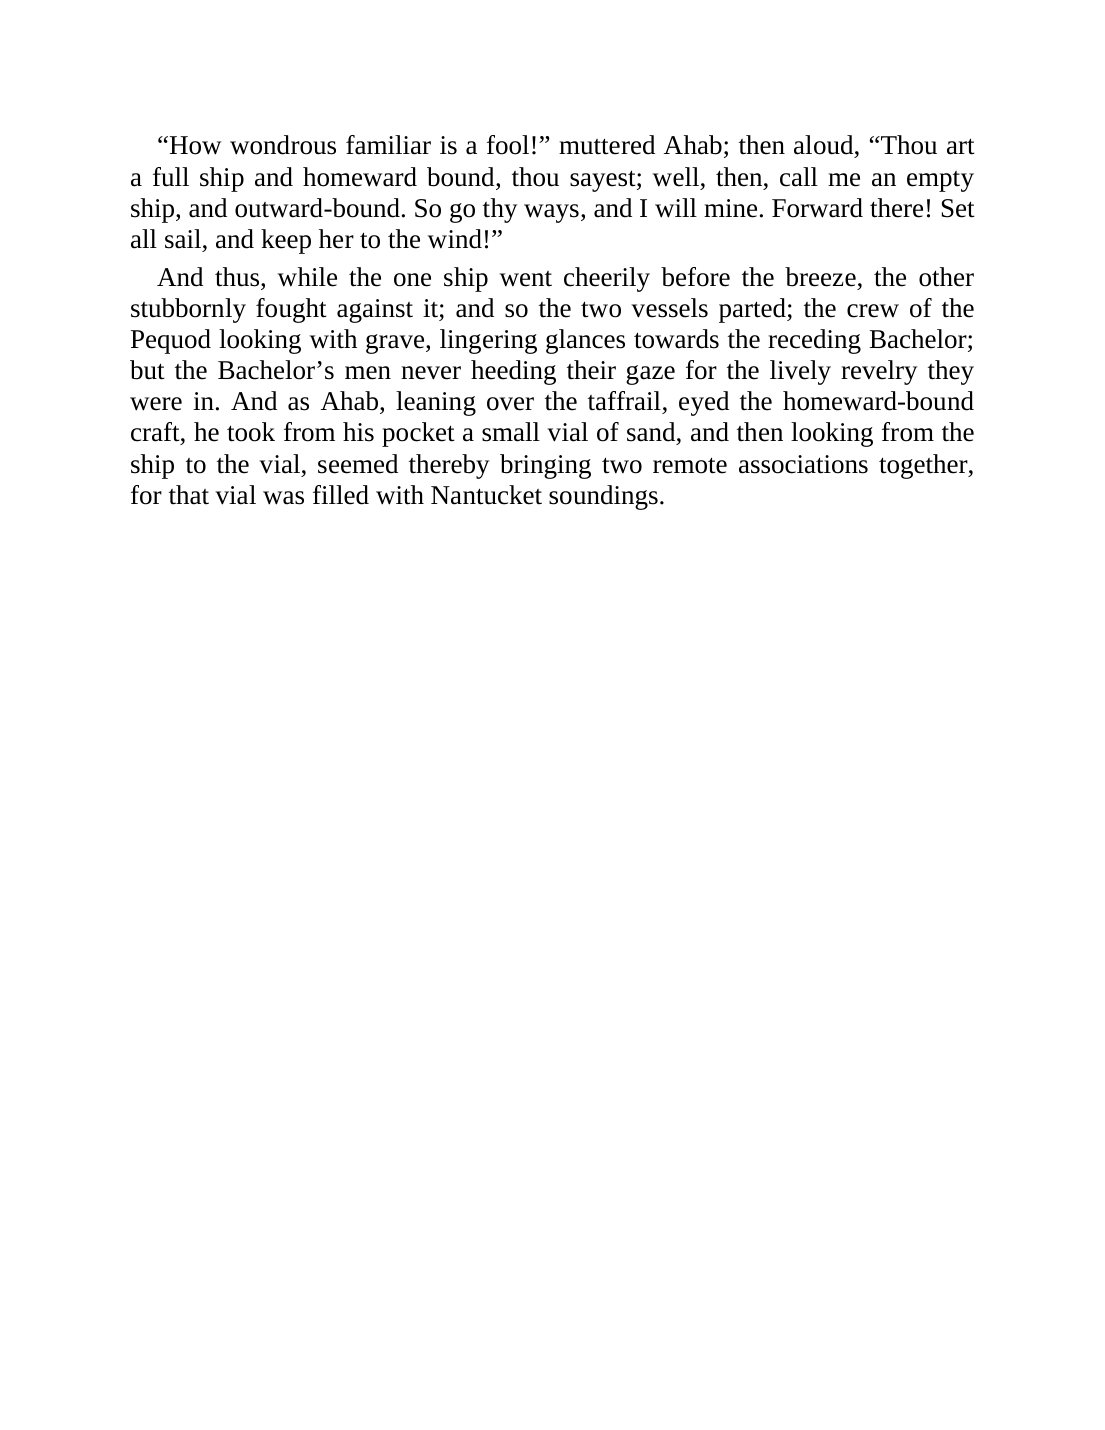 “How wondrous familiar is a fool!” muttered Ahab; then aloud, “Thou art
a full ship and homeward bound, thou sayest; well, then, call me an empty
ship, and outward-bound. So go thy ways, and I will mine. Forward there! Set
all sail, and keep her to the wind!”
And thus, while the one ship went cheerily before the breeze, the other
stubbornly fought against it; and so the two vessels parted; the crew of the
Pequod looking with grave, lingering glances towards the receding Bachelor;
but the Bachelor’s men never heeding their gaze for the lively revelry they
were in. And as Ahab, leaning over the taffrail, eyed the homeward-bound
craft, he took from his pocket a small vial of sand, and then looking from the
ship to the vial, seemed thereby bringing two remote associations together,
for that vial was filled with Nantucket soundings.